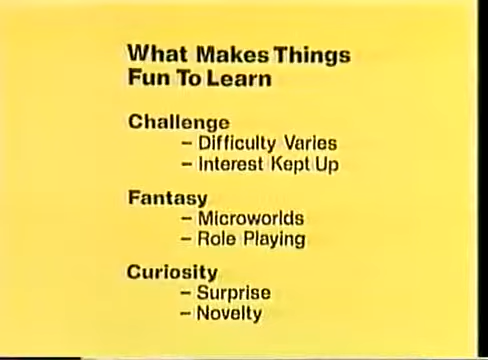 What Makes Things
Fun To Learn
Challenge
– Difficulty Varies
– Interest Kept Up
Fantasy
– Microworlds
– Role Playing
Curiosity
– Surprise
– Novelty